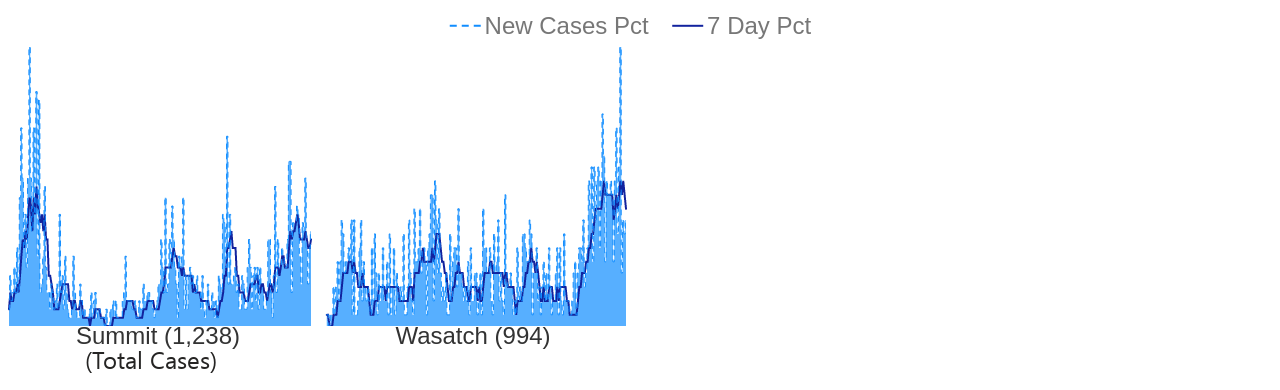 New Cases Pct 7 Day Pct
Summit (1,238) Wasatch (994)
(Total Cases)